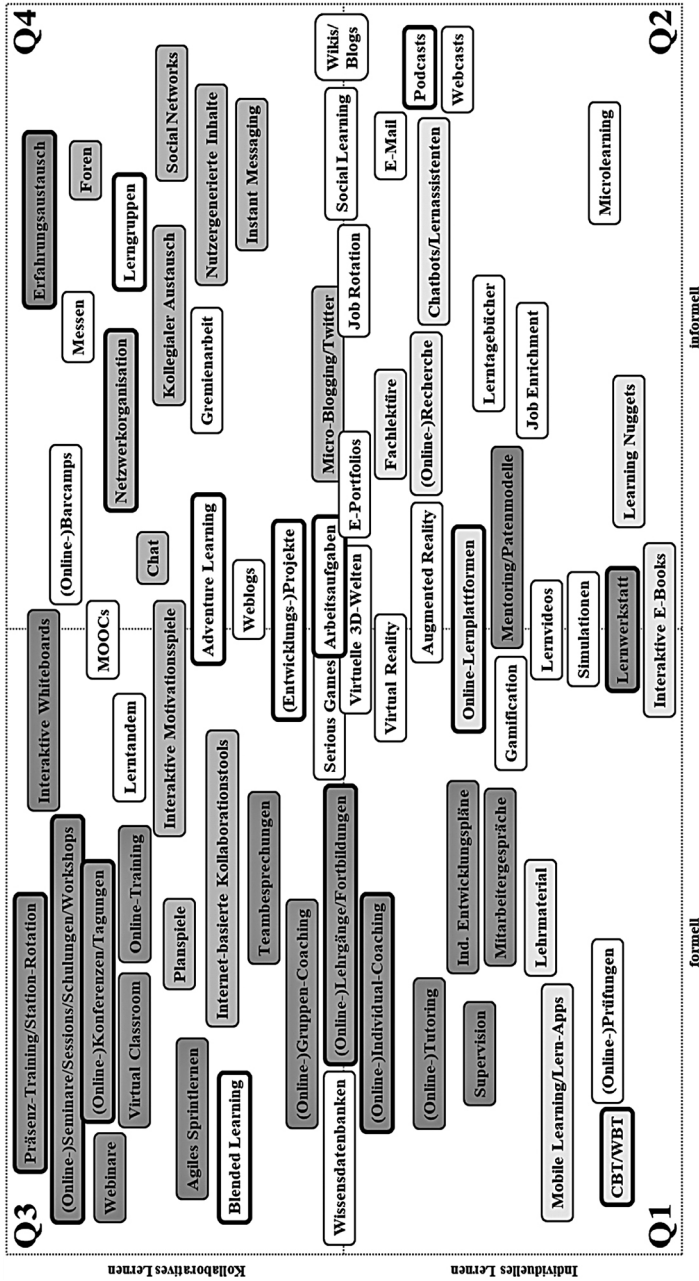 Q3
Q4
Präsenz-Training/Station-Rotation
Interaktive Whiteboards
Erfahrungsaustausch
(Online-)Seminare/Sessions/Schulungen/Workshops
(Online-)Barcamps
Messen
Foren
Webinare
(Online-)Konferenzen/Tagungen
MOOCs
Netzwerkorganisation
Lerngruppen
Virtual Classroom
Online-Training
Lerntandem
Chat
Kollegialer Austausch
Social Networks
Planspiele
Interaktive Motivationsspiele
Agiles Sprintlernen
Adventure Learning
Gremienarbeit
Nutzergenerierte Inhalte
Internet-basierte Kollaborationstools
Blended Learning
Weblogs
Instant Messaging
Teambesprechungen
(Entwicklungs-)Projekte
(Online-)Gruppen-Coaching
Serious Games
Arbeitsaufgaben
Micro-Blogging/Twitter
Social Learning
Wikis/
Blogs
Wissensdatenbanken
(Online-)Lehrgänge/Fortbildungen
Virtuelle 3D-Welten
E-Portfolios
Job Rotation
(Online-)Individual-Coaching
Virtual Reality
Fachlektüre
E-Mail
Podcasts
(Online-)Tutoring
Augmented Reality
(Online-)Recherche
Chatbots/Lernassistenten
Webcasts
Ind. Entwicklungspläne
Online-Lernplattformen
Supervision
Mitarbeitergespräche
Lerntagebücher
Gamification
Mentoring/Patenmodelle
Job Enrichment
Lehrmaterial
Lernvideos
Mobile Learning/Lern-Apps
Simulationen
Microlearning
(Online-)Prüfungen
CBT/WBT
Lernwerkstatt
Learning Nuggets
Interaktive E-Books
Q1
Q2
Kollaboratives Lernen
Individuelles Lernen
formell
informell